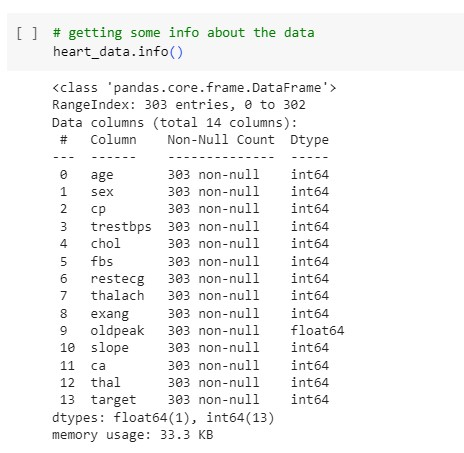 [ ] # getting some info about the data
heart_data.info()
<class 'pandas.core.frame.DataFrame'>
RangeIndex: 303 entries, 0 to 302
Data columns (total 14 columns):
 #   Column    Non-Null Count  Dtype
---  ------    --------------  -----
 0   age       303 non-null    int64
 1   sex       303 non-null    int64
 2   cp        303 non-null    int64
 3   trestbps  303 non-null    int64
 4   chol      303 non-null    int64
 5   fbs       303 non-null    int64
 6   restecg   303 non-null    int64
 7   thalach   303 non-null    int64
 8   exang     303 non-null    int64
 9   oldpeak   303 non-null    float64
 10  slope     303 non-null    int64
 11  ca        303 non-null    int64
 12  thal      303 non-null    int64
 13  target    303 non-null    int64
dtypes: float64(1), int64(13)
memory usage: 33.3 KB